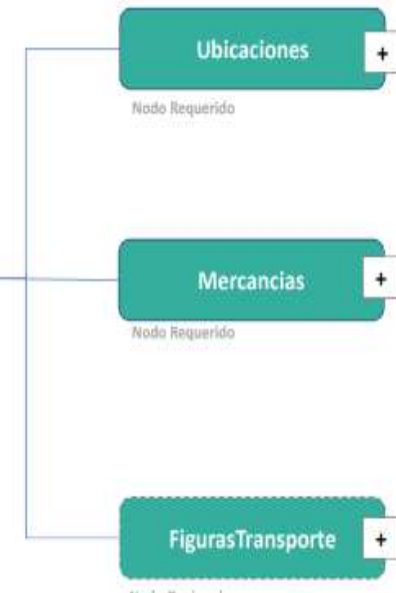 Ubicaciones
+
Nodo Requerido
Mercancias
+
Nodo Requerido
FigurasTransporte
+